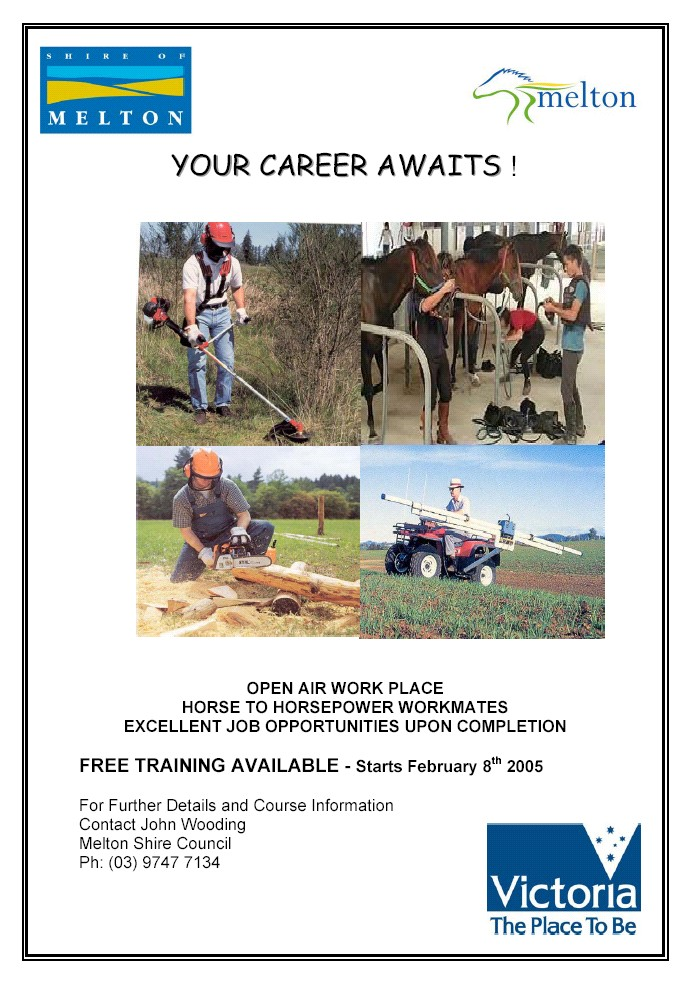 SHIRE OF
MELTON
melton
YOUR CAREER AWAITS !
OPEN AIR WORK PLACE
HORSE TO HORSEPOWER WORKMATES
EXCELLENT JOB OPPORTUNITIES UPON COMPLETION
FREE TRAINING AVAILABLE - Starts February 8th 2005
For Further Details and Course Information
Contact John Wooding
Melton Shire Council
Ph: (03) 9747 7134
Victoria
The Place To Be